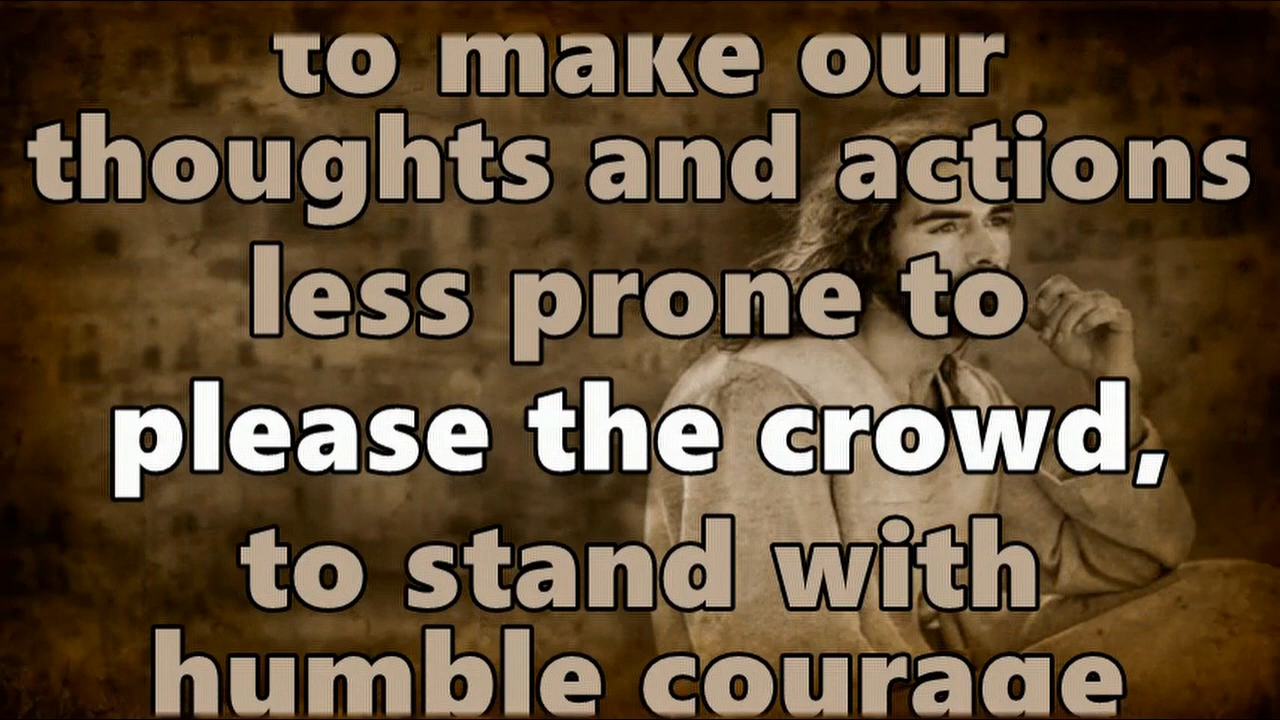 to make our
thoughts and actions
less prone to
please the crowd,
to stand with
humble courage